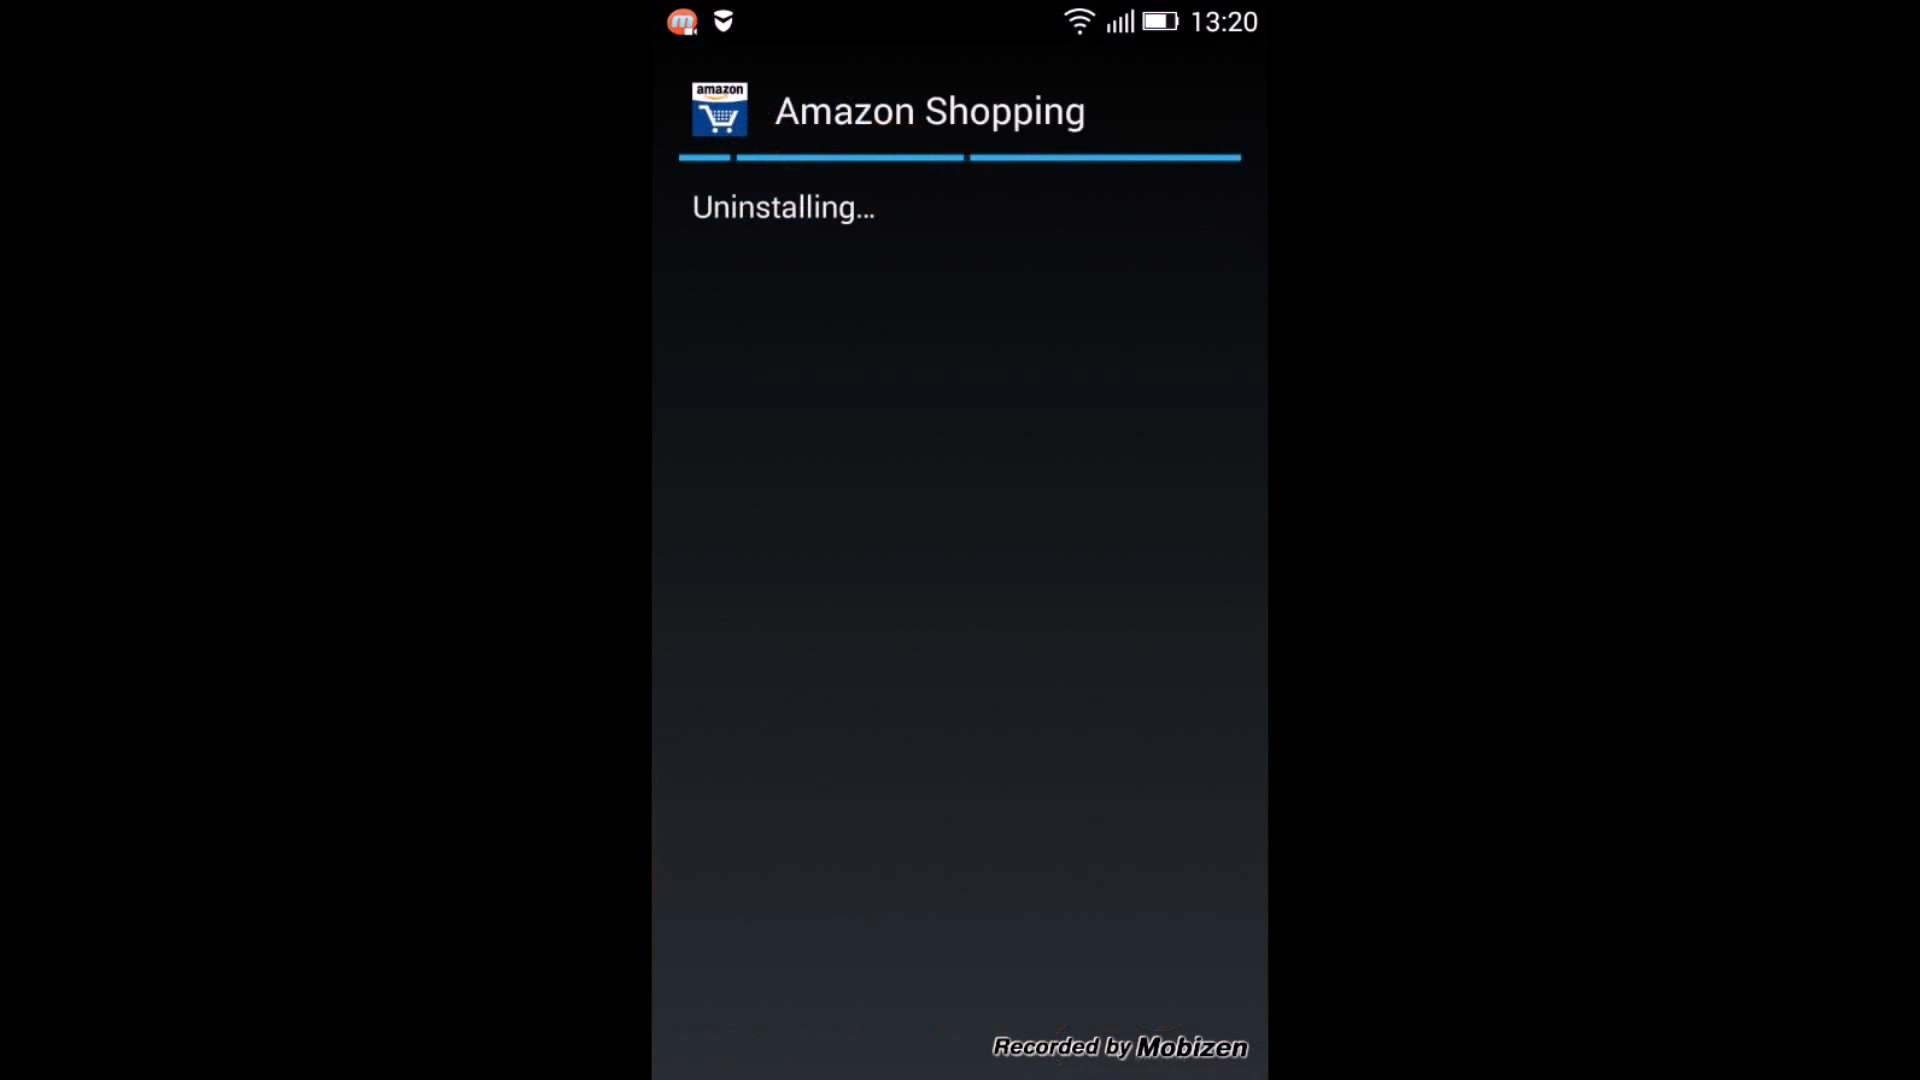 m
13:20
amazon
Amazon Shopping
Uninstalling...
Recorded by Mobizen